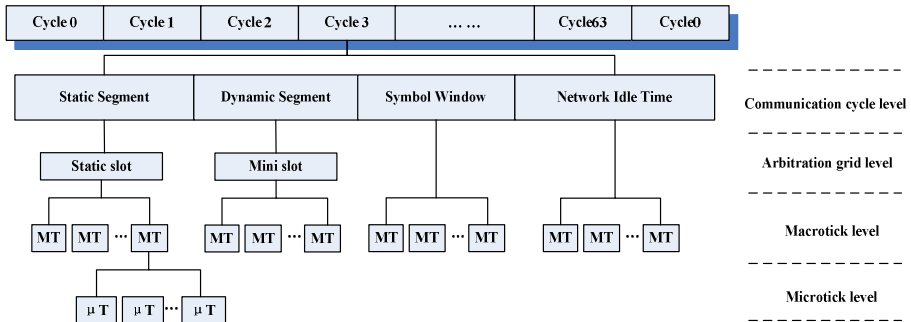 Cycle 0 Cycle 1 Cycle 2 Cycle 3 ... ... Cycle63 Cycle0
Static Segment Dynamic Segment Symbol Window Network Idle Time
Communication cycle level
Static slot Mini slot
Arbitration grid level
MT MT ... MT MT MT ... MT MT MT ... MT MT MT ... MT
Macrotick level
μT μT ... μT
Microtick level